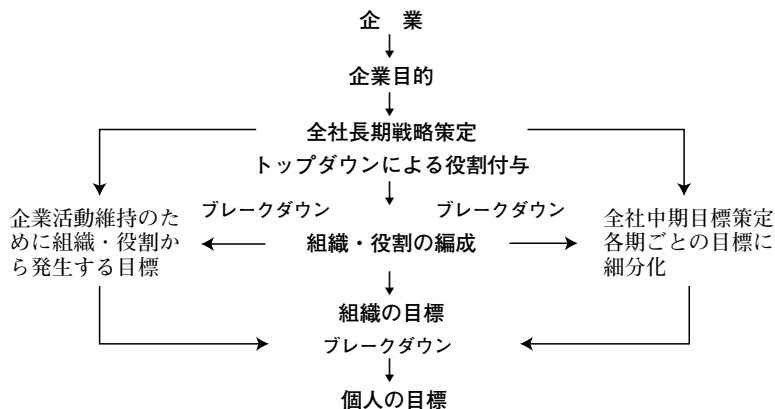 企　業
企業目的
全社長期戦略策定
トップダウンによる役割付与
ブレークダウン
ブレークダウン
企業活動維持のた
めに組織・役割か
ら発生する目標
組織・役割の編成
全社中期目標策定
各期ごとの目標に
細分化
組織の目標
ブレークダウン
個人の目標